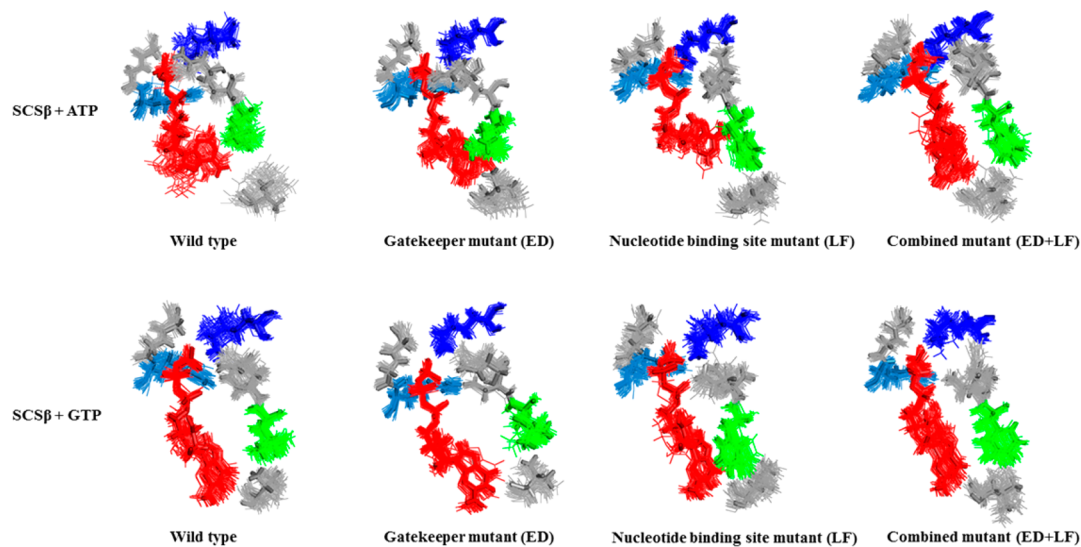 SCSβ + ATP
Wild type
Gatekeeper mutant (ED)
Nucleotide binding site mutant (LF)
Combined mutant (ED+LF)
SCSβ + GTP
Wild type
Gatekeeper mutant (ED)
Nucleotide binding site mutant (LF)
Combined mutant (ED+LF)